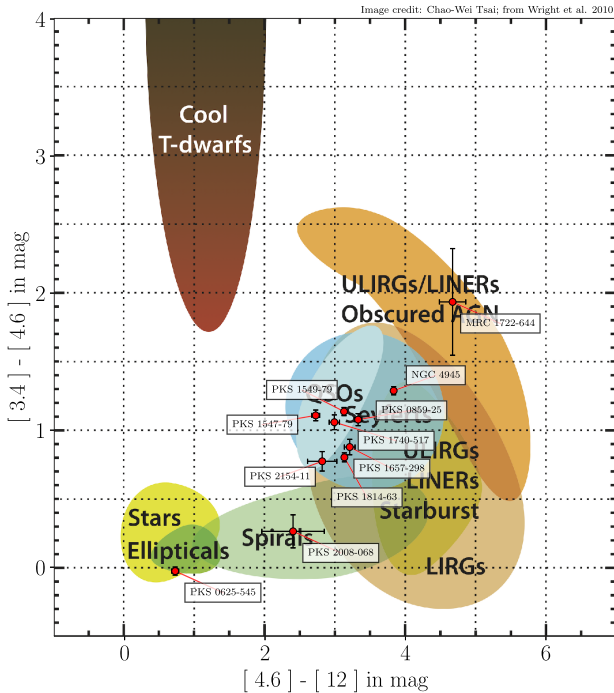 Image credit: Chao-Wei Tsai; from Wright et al. 2010
4
Cool
T-dwarfs
3
ULIRGs/LINERs
2
Obscured AGN
MRC 1722-644
[ 3.4 ] - [ 4.6 ] in mag
NGC 4945
PKS 1549-79
QSOs
PKS 0859-25
Seyferts
PKS 1547-79
1
PKS 1740-517
ULIRGs
PKS 1657-298
PKS 2154-11
LINERs
PKS 1814-63
Starburst
Stars
Spirals
Ellipticals
PKS 2008-068
0
LIRGs
PKS 0625-545
0 2 4 6
[ 4.6 ] - [ 12 ] in mag